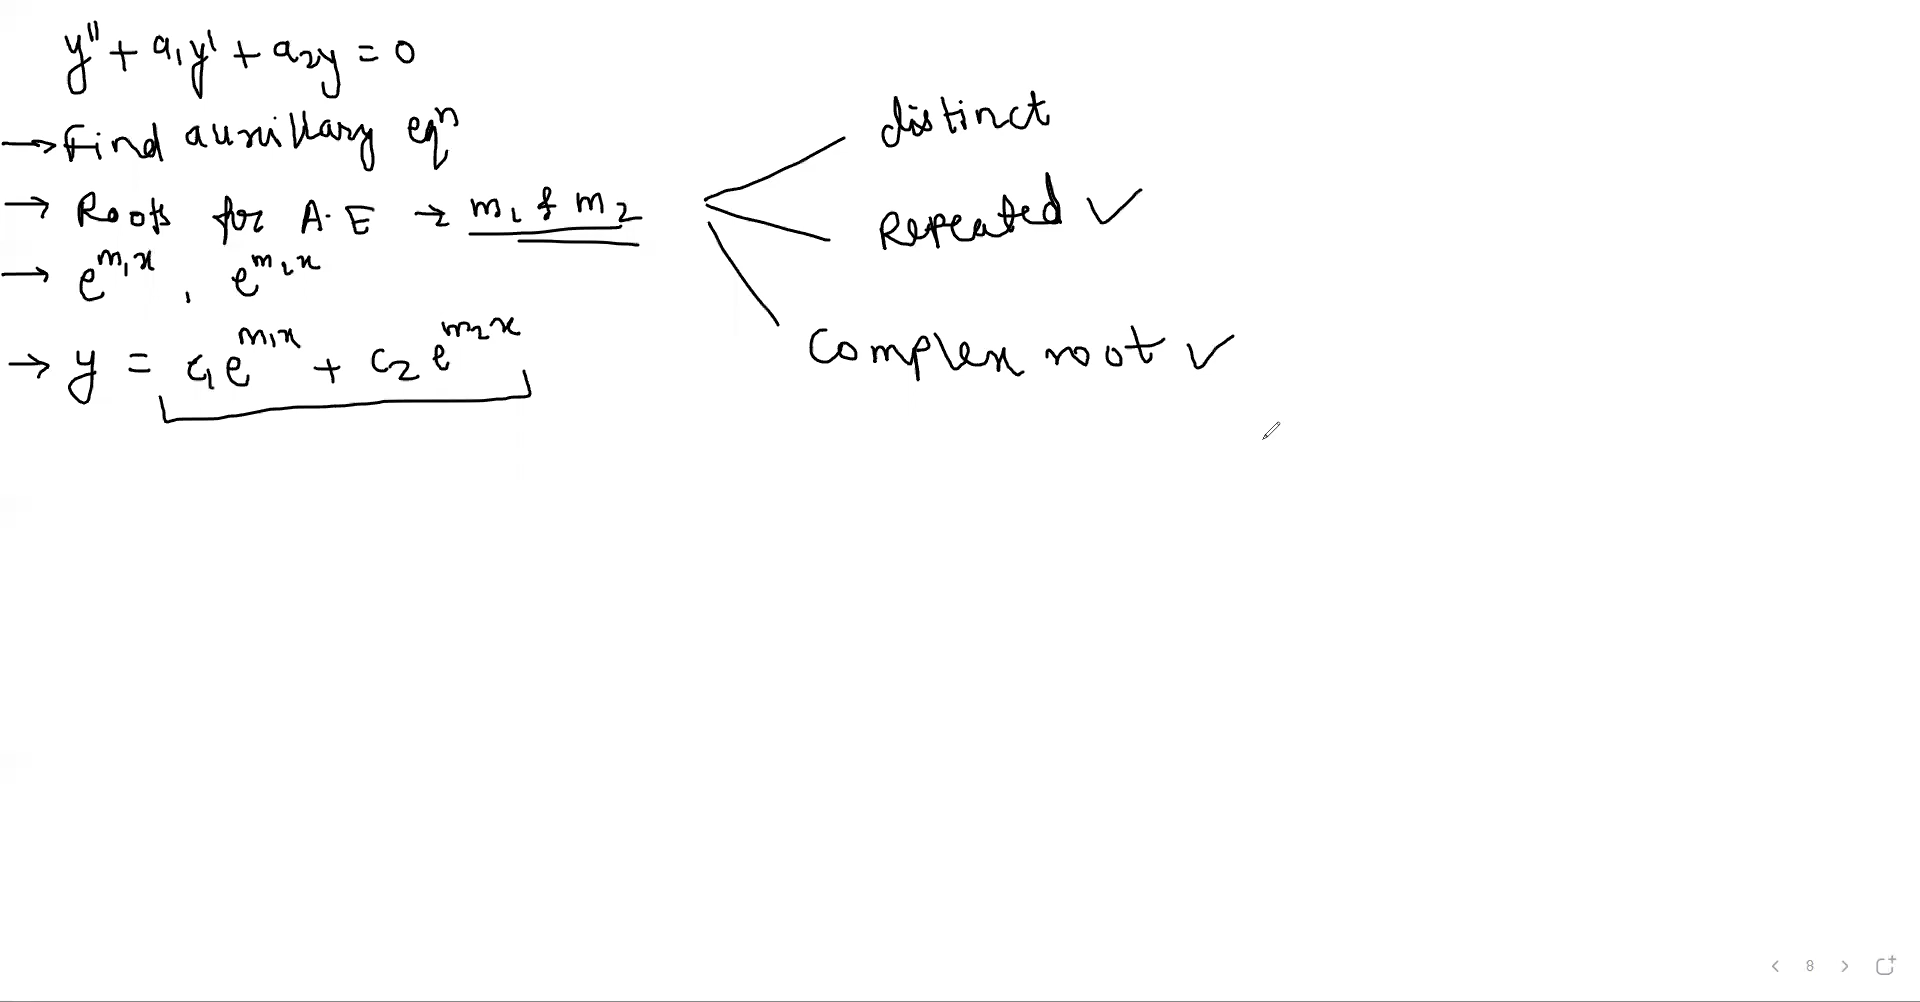 y'' + a₁y' + a₂y = 0
→ Find auxillary eqⁿ
→ Roots for A.E → m₁ & m₂
→ e^{m₁x} , e^{m₂x}
→ y = c₁e^{m₁x} + c₂e^{m₂x}
distinct
Repeated ✓
Complex root ✓
8